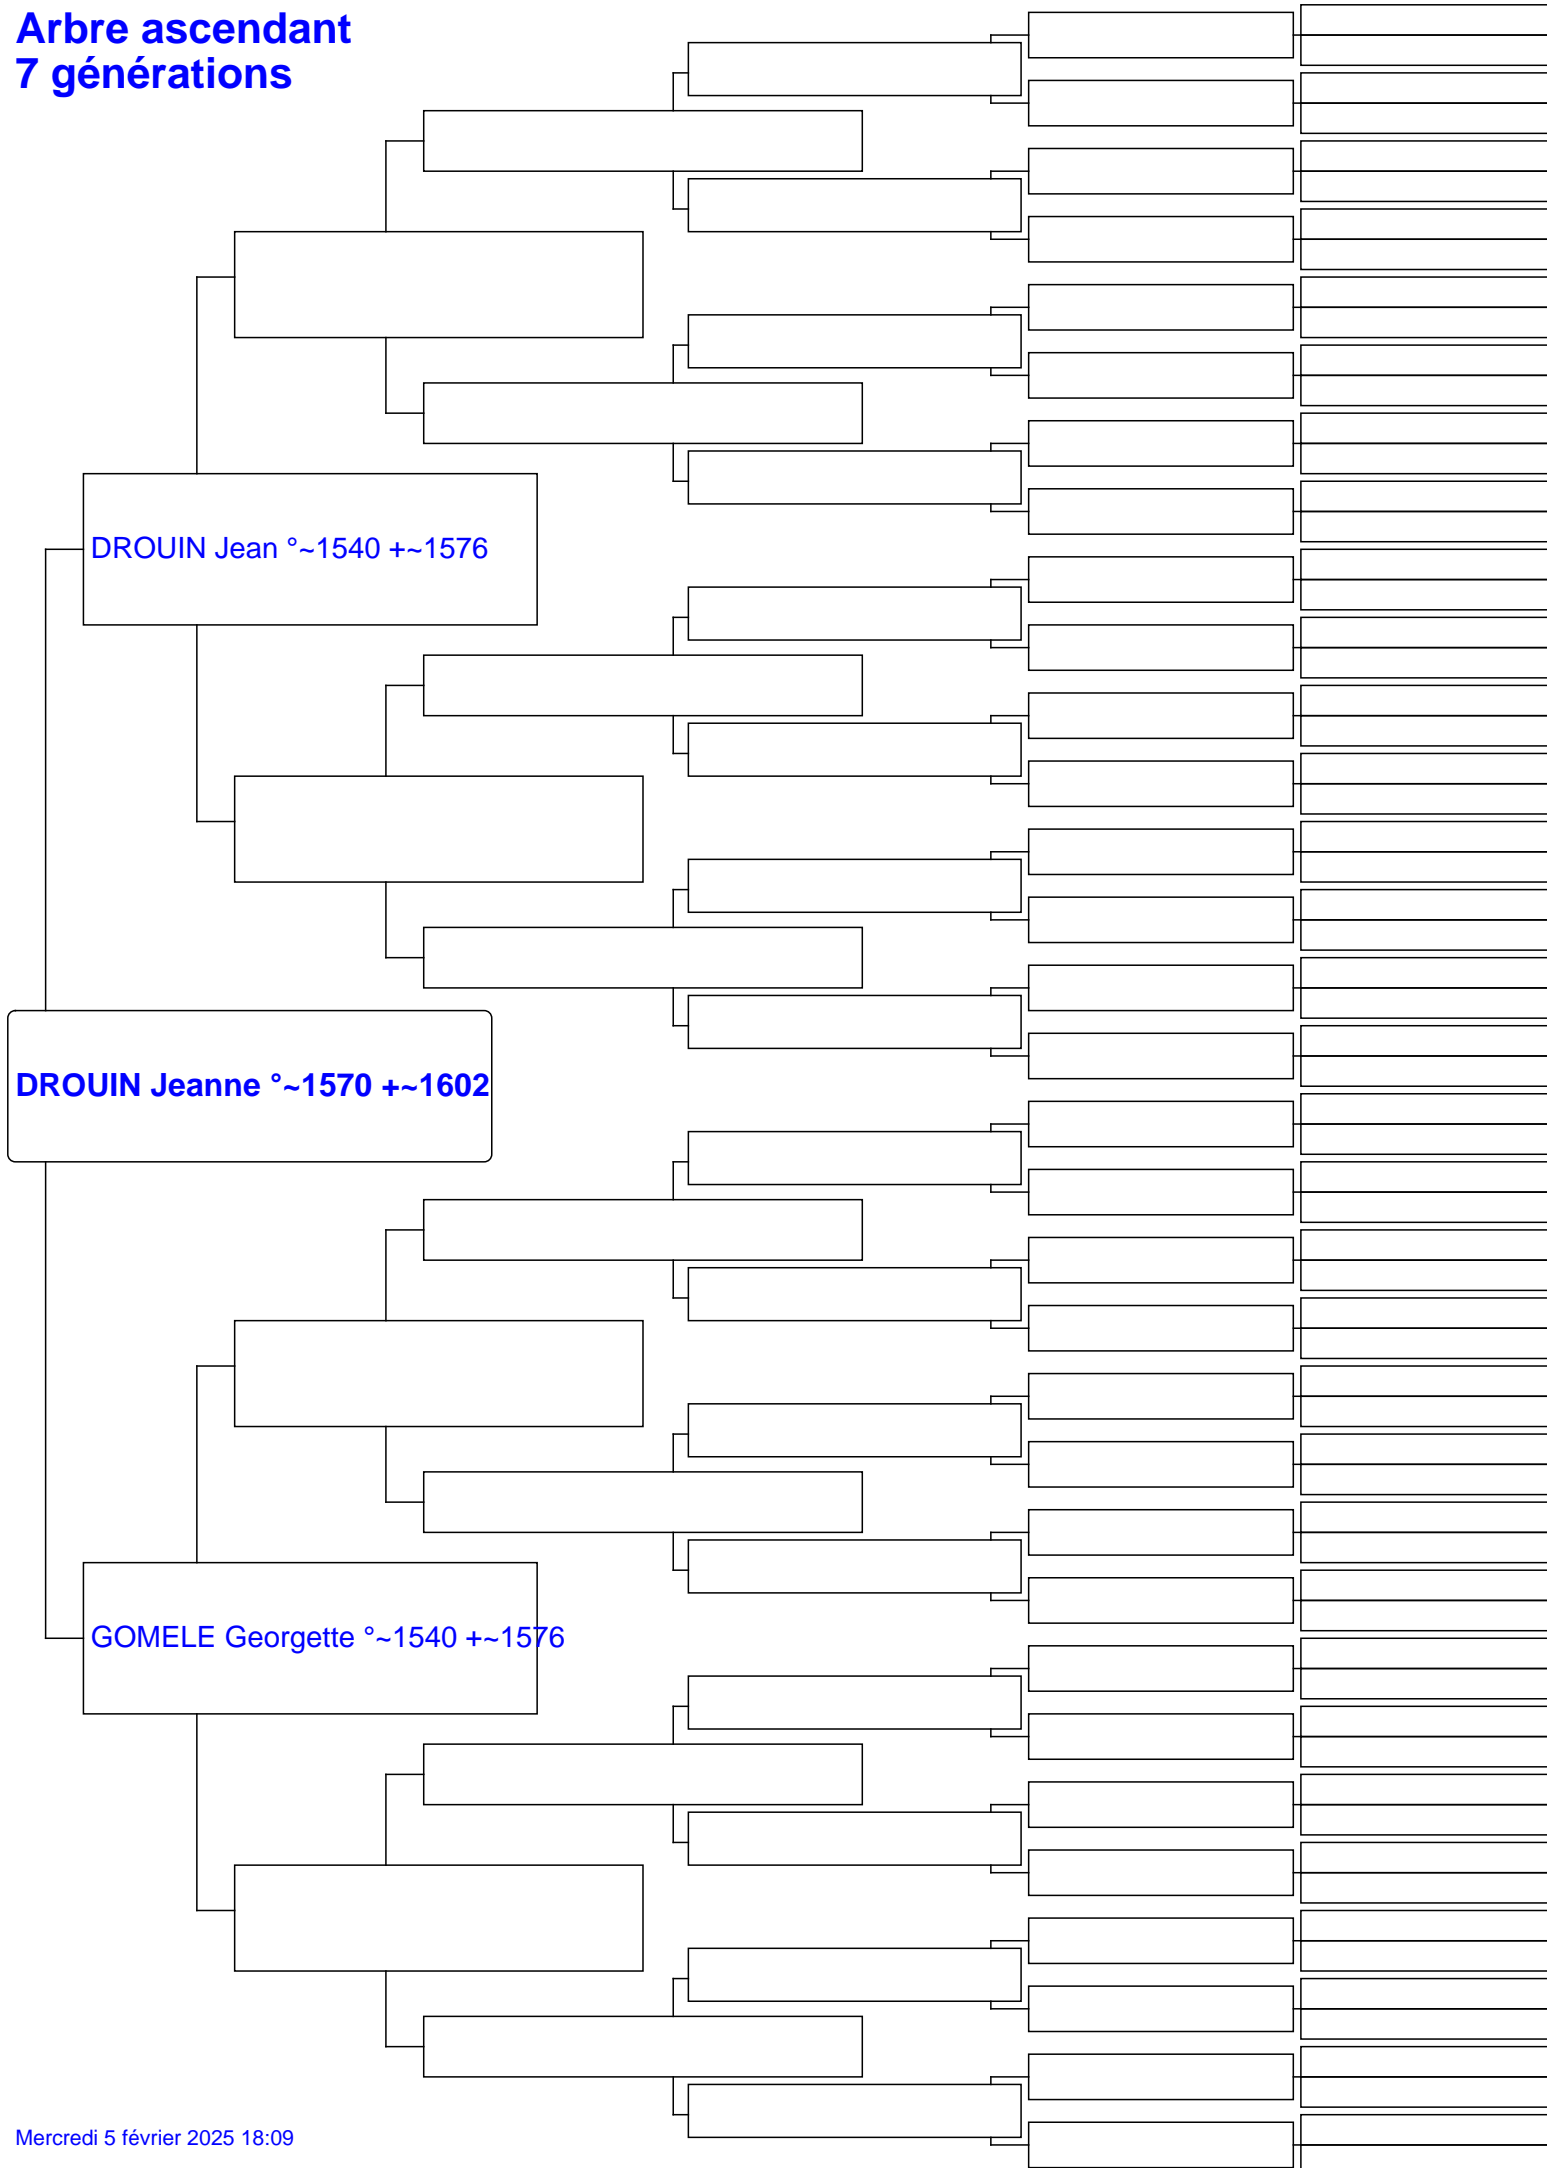 Arbre ascendant
7 générations
DROUIN Jean °~1540 +~1576
DROUIN Jeanne °~1570 +~1602
GOMELE Georgette °~1540 +~1576
Mercredi 5 février 2025 18:09